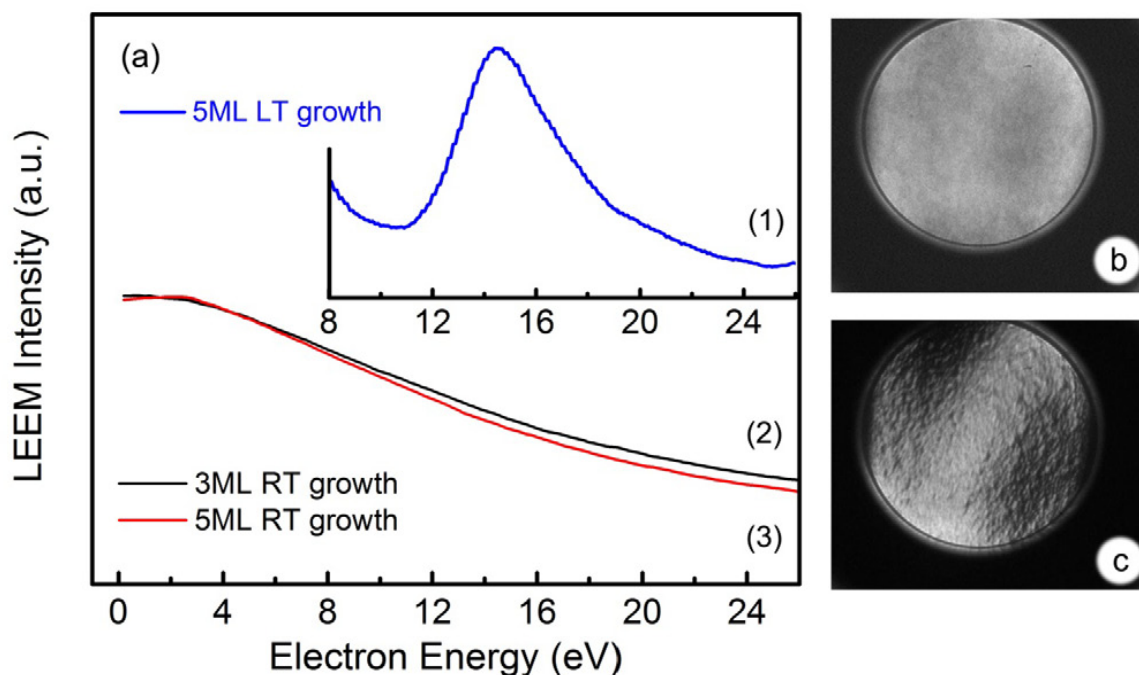 (a)
5ML LT growth
(1)
8 12 16 20 24
(2)
3ML RT growth
5ML RT growth
(3)
0 4 8 12 16 20 24
Electron Energy (eV)
LEEM Intensity (a.u.)
b
c